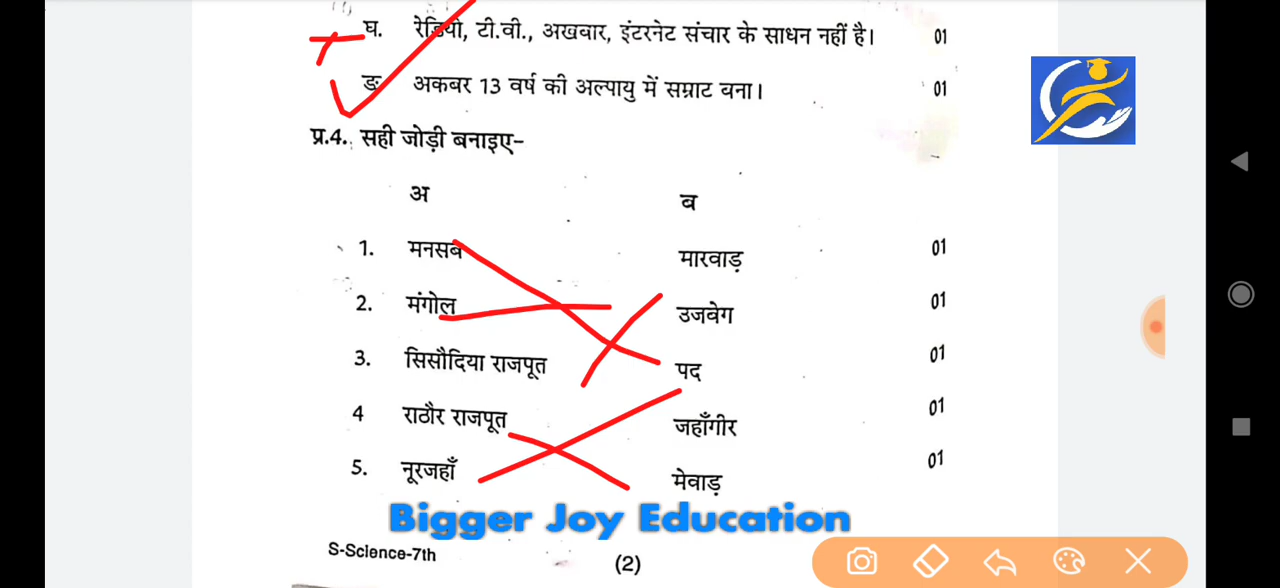 घ. रेडियो, टी.वी., अखबार, इंटरनेट संचार के साधन नहीं है। 01
ङ अकबर 13 वर्ष की अल्पायु में सम्राट बना। 01
प्र.4. सही जोड़ी बनाइए-
अ ब
1. मनसब मारवाड़ 01
2. मंगोल उजबेग 01
3. सिसौदिया राजपूत पद 01
4 राठौर राजपूत जहाँगीर 01
5. नूरजहाँ मेवाड़ 01
Bigger Joy Education
S-Science-7th (2)